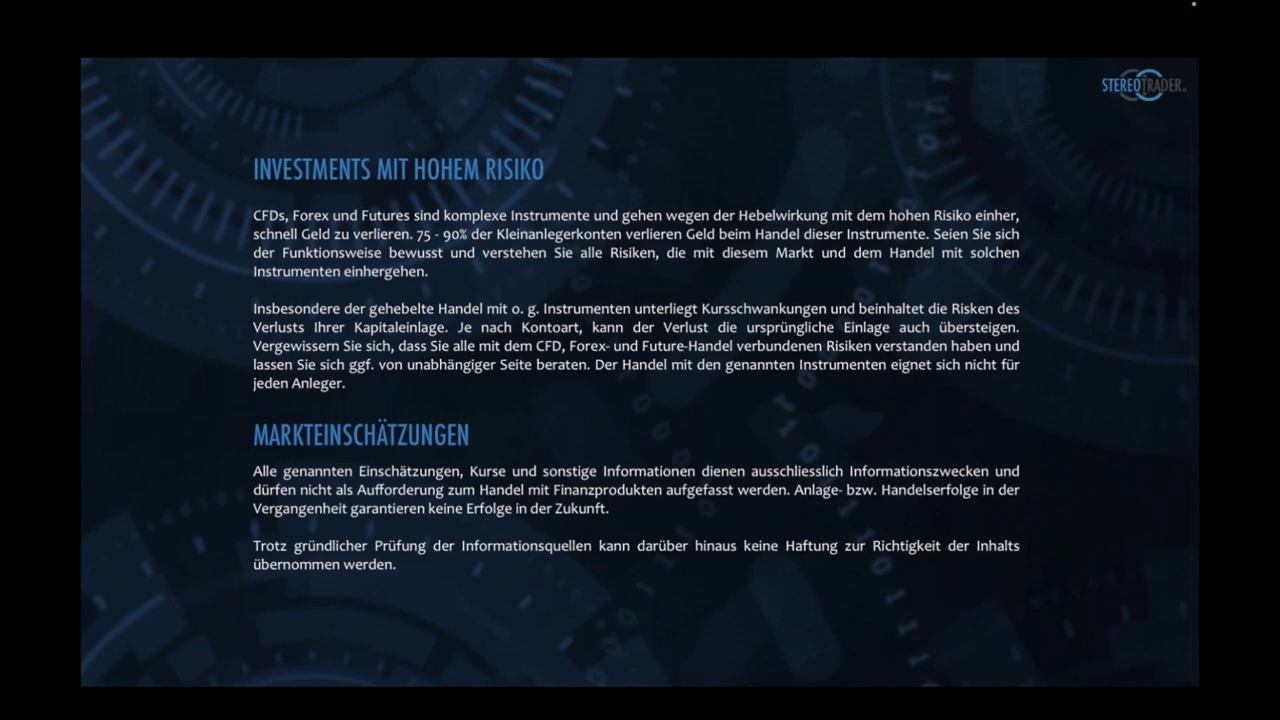 STEREOTRADER
INVESTMENTS MIT HOHEM RISIKO
CFDs, Forex und Futures sind komplexe Instrumente und gehen wegen der Hebelwirkung mit dem hohen Risiko einher,
schnell Geld zu verlieren. 75 - 90% der Kleinanlegerkonten verlieren Geld beim Handel dieser Instrumente. Seien Sie sich
der Funktionsweise bewusst und verstehen Sie alle Risiken, die mit diesem Markt und dem Handel mit solchen
Instrumenten einhergehen.
Insbesondere der gehebelte Handel mit o. g. Instrumenten unterliegt Kursschwankungen und beinhaltet die Risken des
Verlusts Ihrer Kapitaleinlage. Je nach Kontoart, kann der Verlust die ursprüngliche Einlage auch übersteigen.
Vergewissern Sie sich, dass Sie alle mit dem CFD, Forex- und Future-Handel verbundenen Risiken verstanden haben und
lassen Sie sich ggf. von unabhängiger Seite beraten. Der Handel mit den genannten Instrumenten eignet sich nicht für
jeden Anleger.
MARKTEINSCHÄTZUNGEN
Alle genannten Einschätzungen, Kurse und sonstige Informationen dienen ausschliesslich Informationszwecken und
dürfen nicht als Aufforderung zum Handel mit Finanzprodukten aufgefasst werden. Anlage- bzw. Handelserfolge in der
Vergangenheit garantieren keine Erfolge in der Zukunft.
Trotz gründlicher Prüfung der Informationsquellen kann darüber hinaus keine Haftung zur Richtigkeit der Inhalts
übernommen werden.